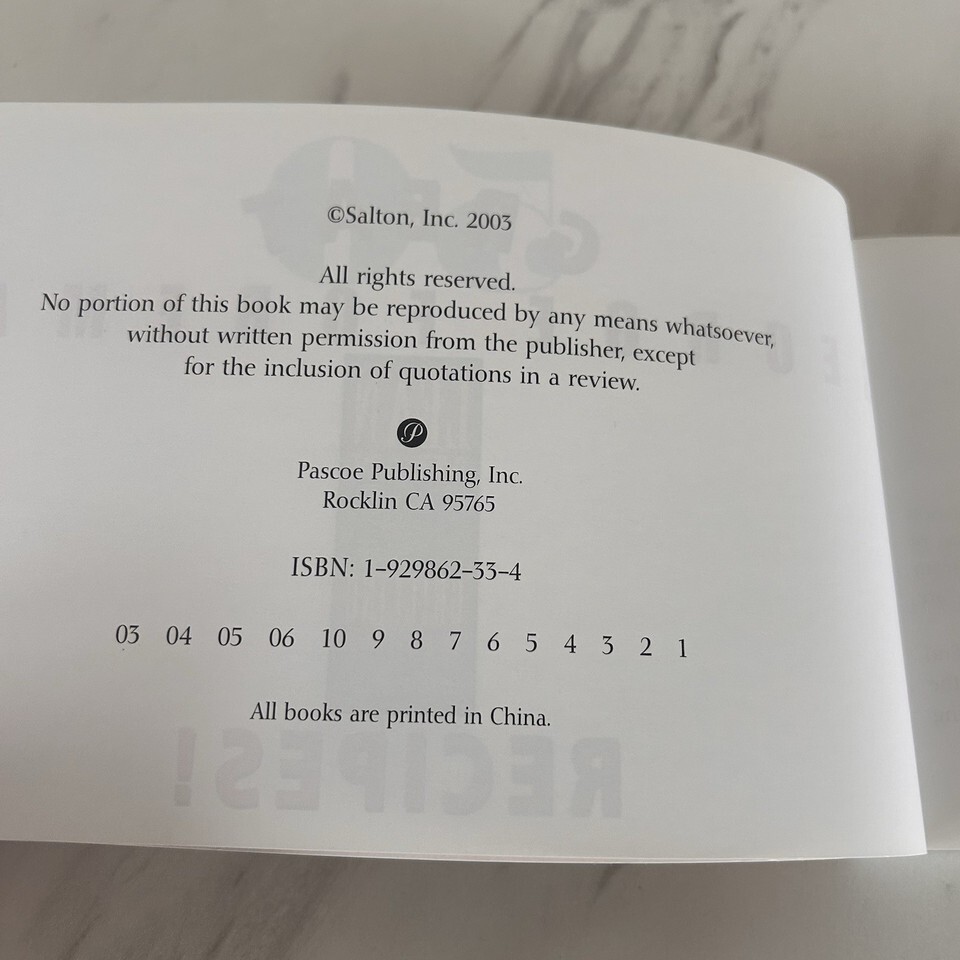 ©Salton, Inc. 2003
All rights reserved.
No portion of this book may be reproduced by any means whatsoever,
without written permission from the publisher, except
for the inclusion of quotations in a review.
P
Pascoe Publishing, Inc.
Rocklin CA 95765
ISBN: 1-929862-33-4
03 04 05 06 10 9 8 7 6 5 4 3 2 1
All books are printed in China.
RECIPES!